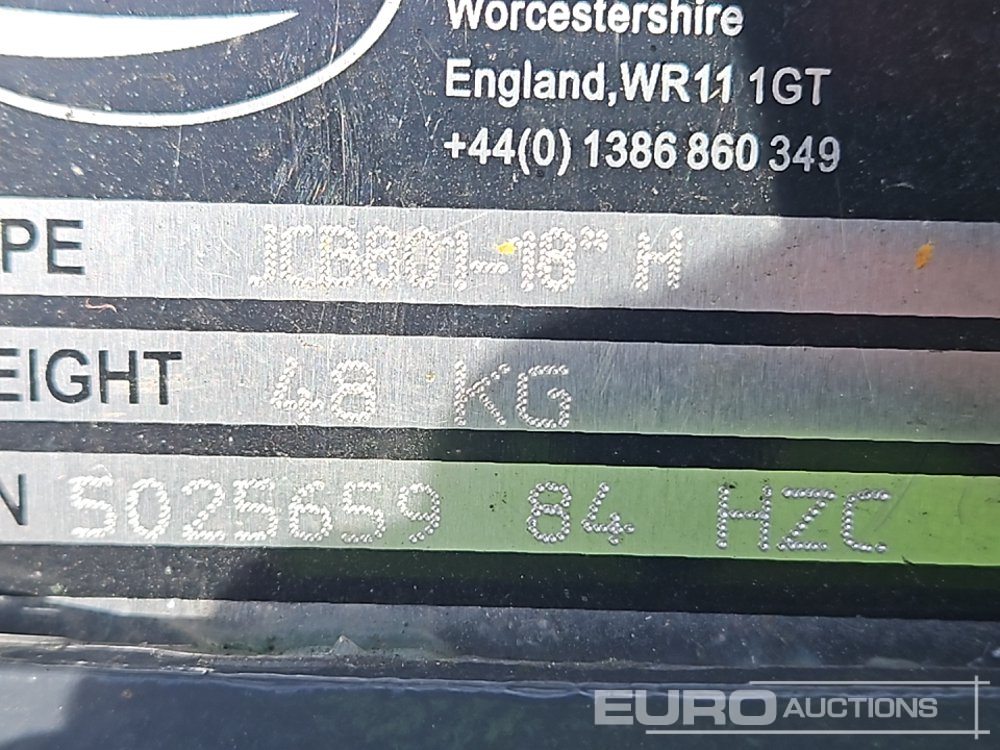 Worcestershire
England,WR11 1GT
+44(0) 1386 860 349
PE JCB801-18" H
EIGHT 48 KG
N S025659 84 HZC
EURO AUCTIONS